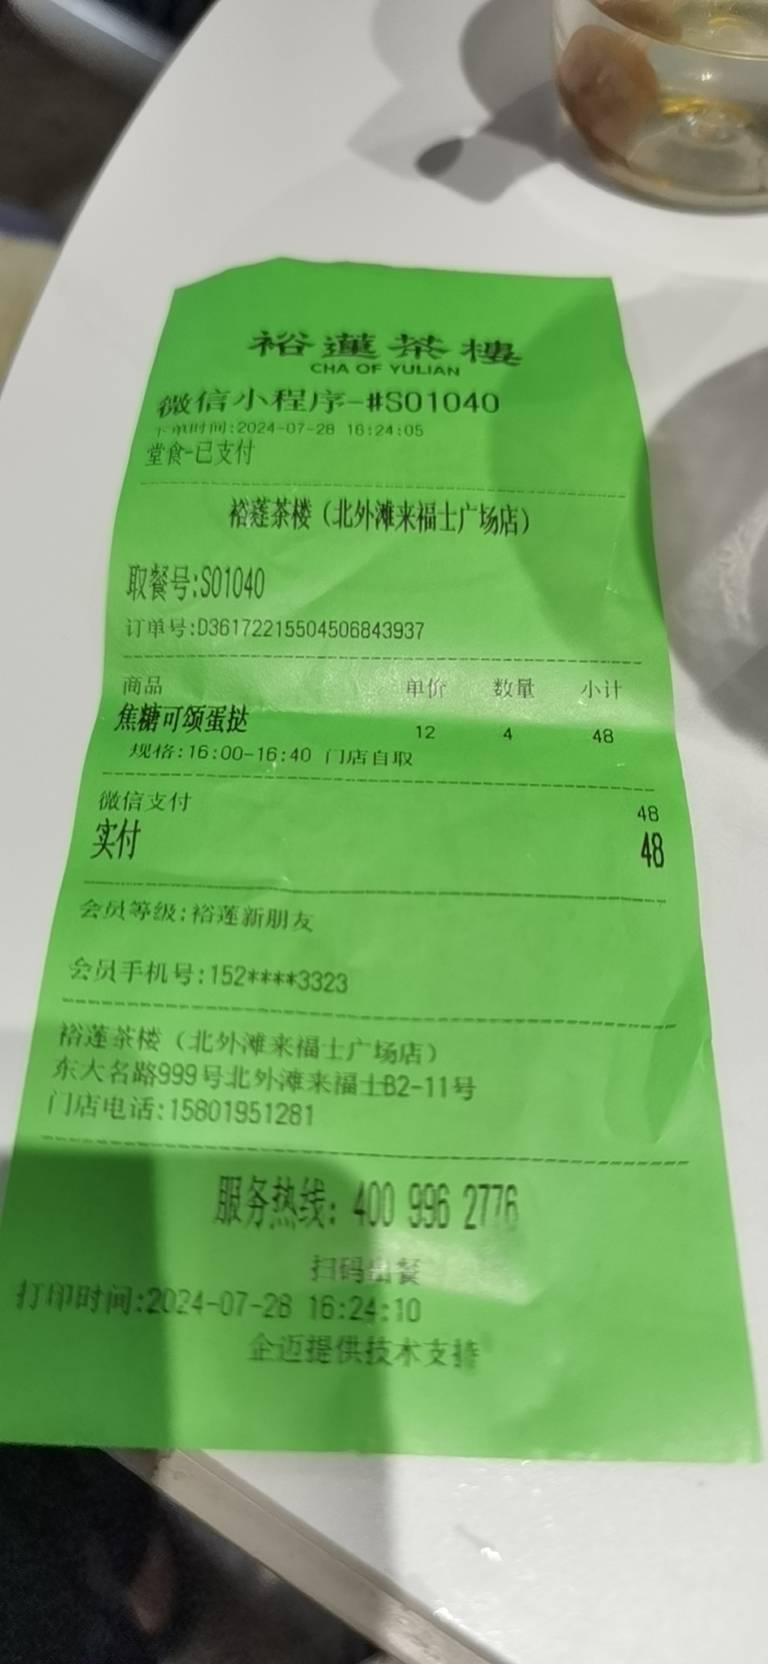 裕蓮茶樓
CHA OF YULIAN
微信小程序-#S01040
下单时间:2024-07-28 16:24:05
堂食-已支付
裕莲茶楼（北外滩来福士广场店）
取餐号:S01040
订单号:D361722155504506843937
商品 单价 数量 小计
焦糖可颂蛋挞 12 4 48
规格:16:00-16:40 门店自取
微信支付 48
实付 48
会员等级:裕莲新朋友
会员手机号:152****3323
裕莲茶楼（北外滩来福士广场店）
东大名路999号北外滩来福士B2-11号
门店电话:15801951281
服务热线: 400 996 2776
扫码出餐
打印时间:2024-07-28 16:24:10
企迈提供技术支持